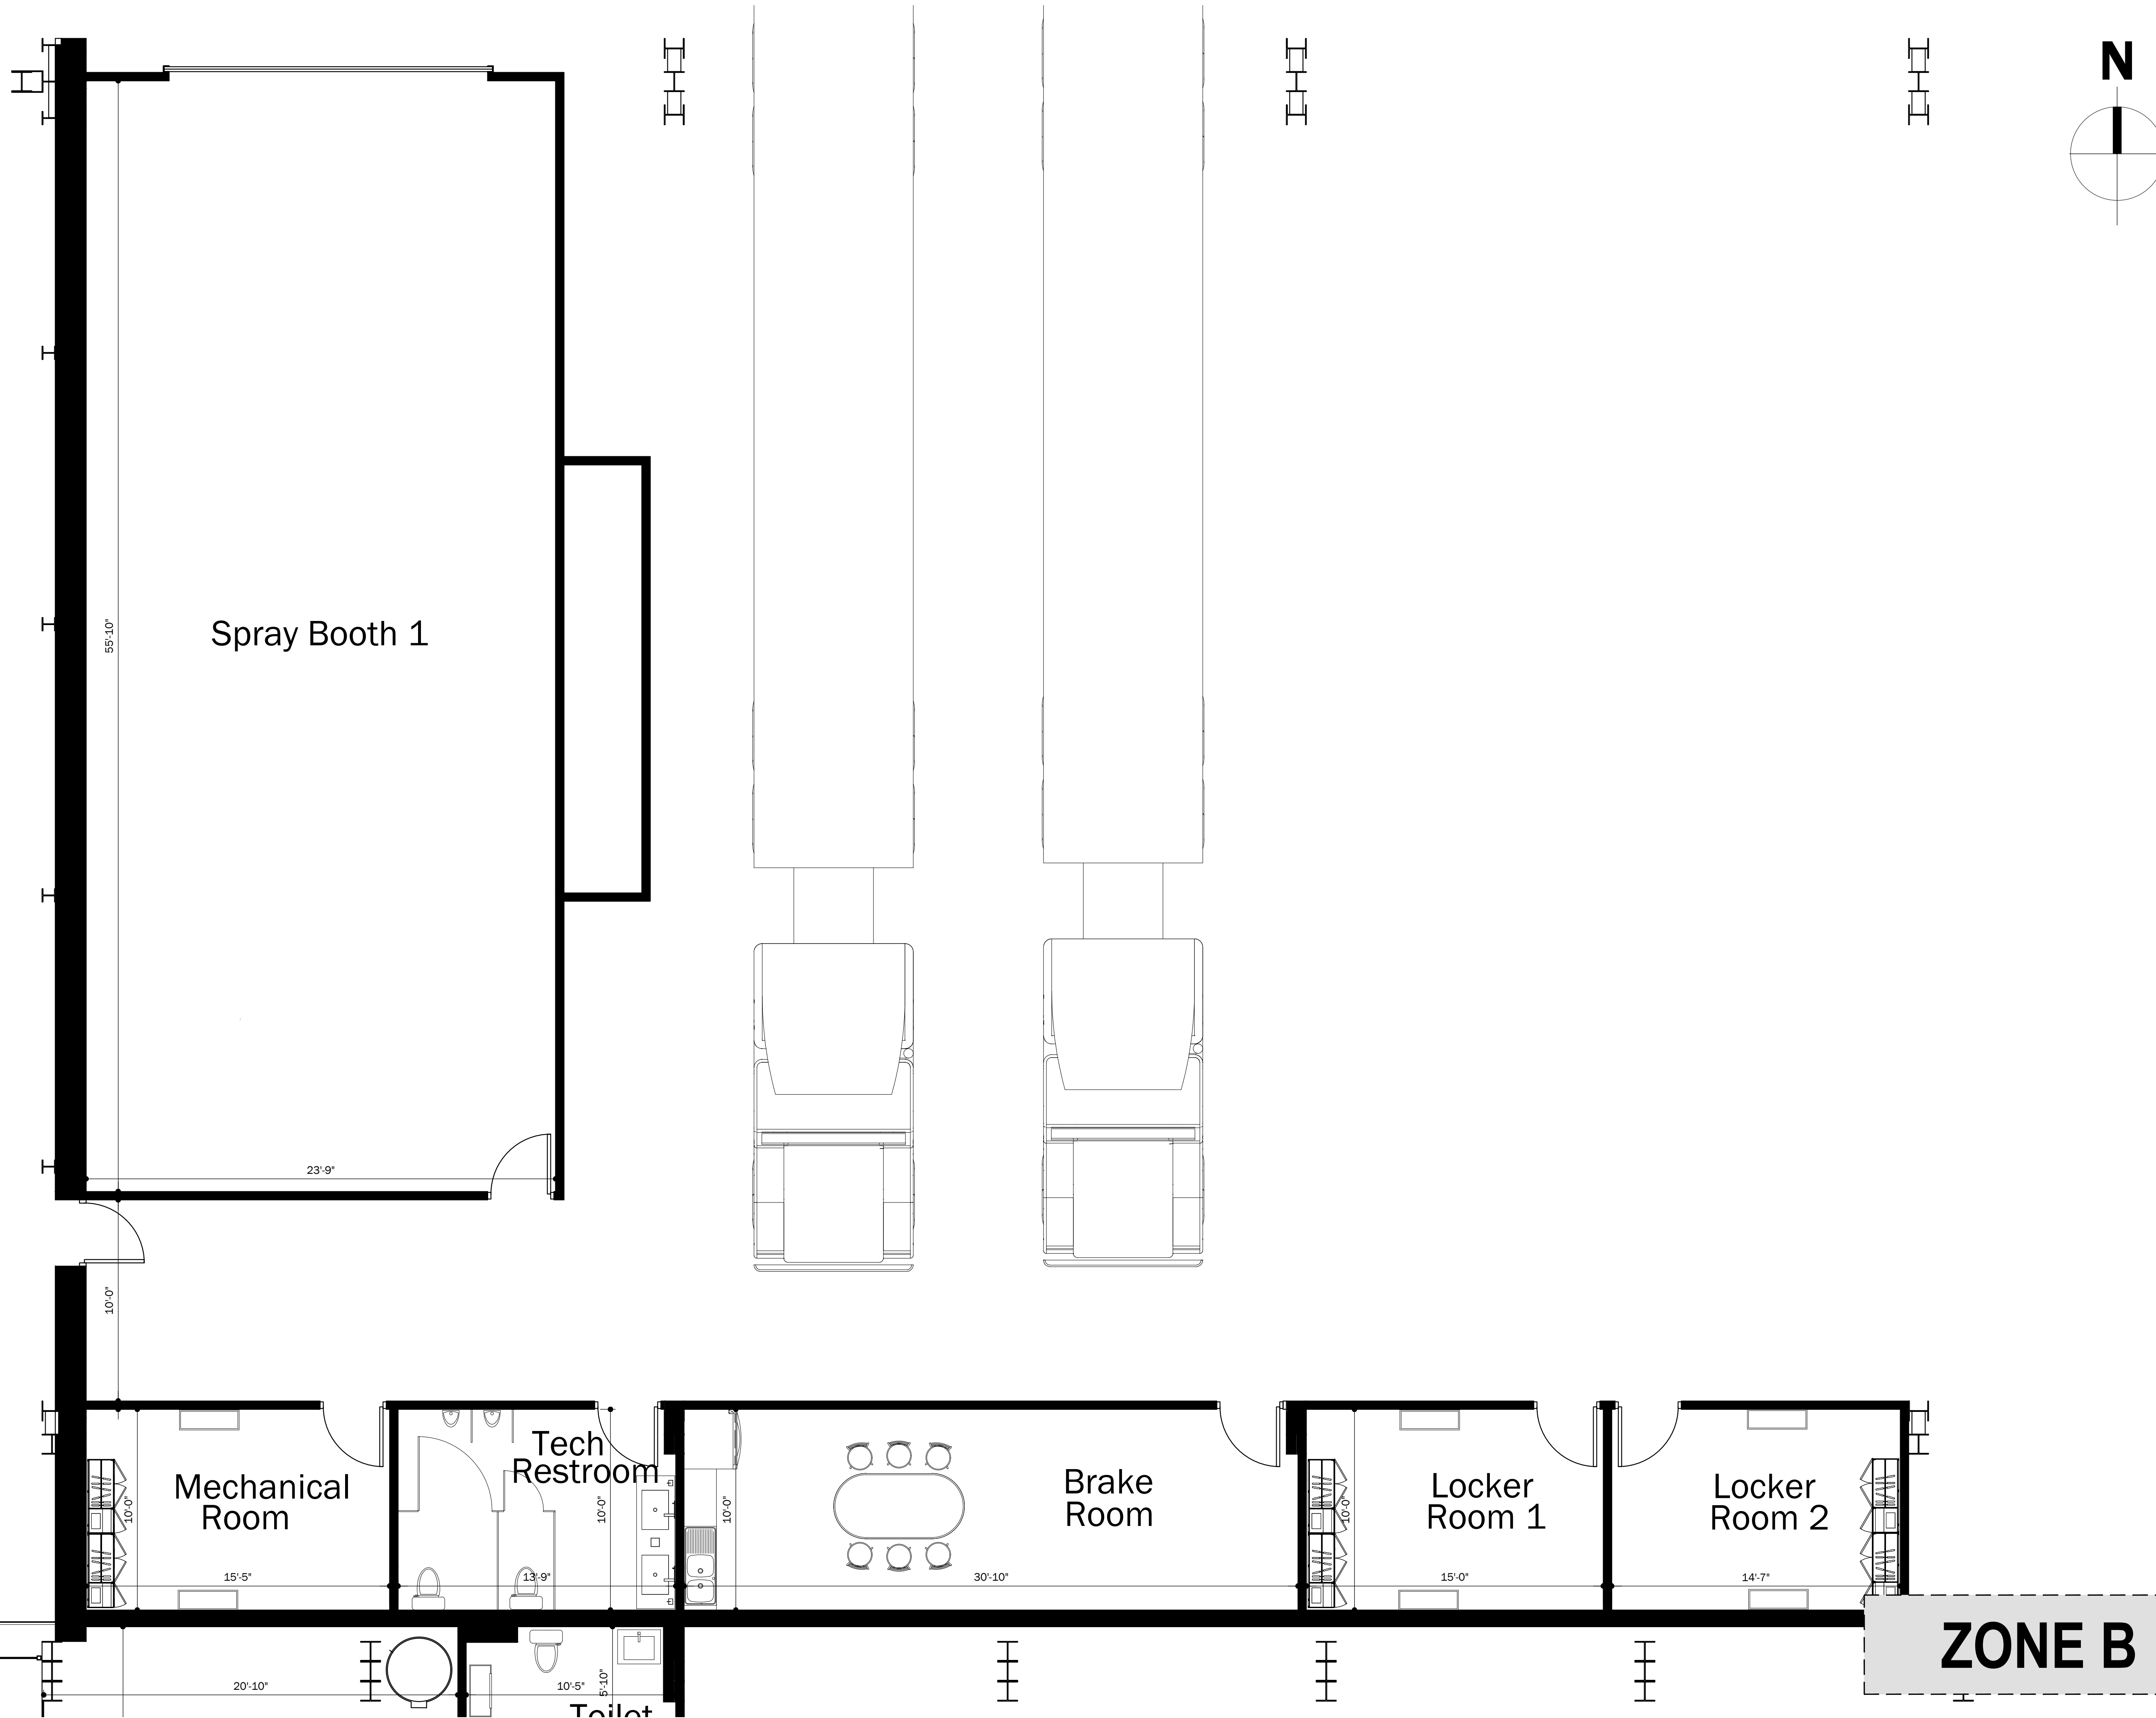 N
Spray Booth 1
55'-10"
23'-9"
10'-0"
Tech
Restroom
Mechanical
Room
Brake
Room
Locker
Room 1
Locker
Room 2
10'-0"
10'-0"
10'-0"
10'-0"
15'-5"
13'-9"
30'-10"
15'-0"
14'-7"
ZONE B
20'-10"
10'-5"
5'-10"
Toilet